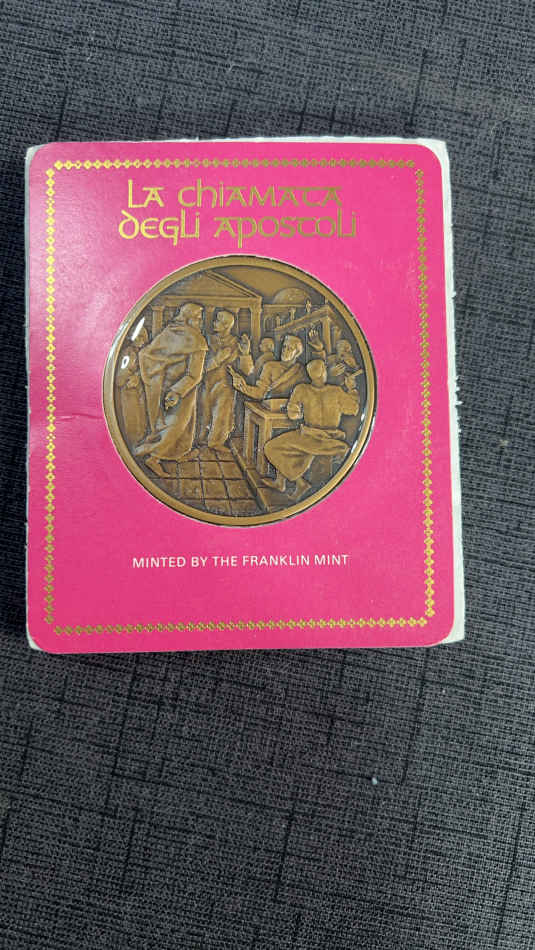 La chiamata
degli apostoli
MINTED BY THE FRANKLIN MINT